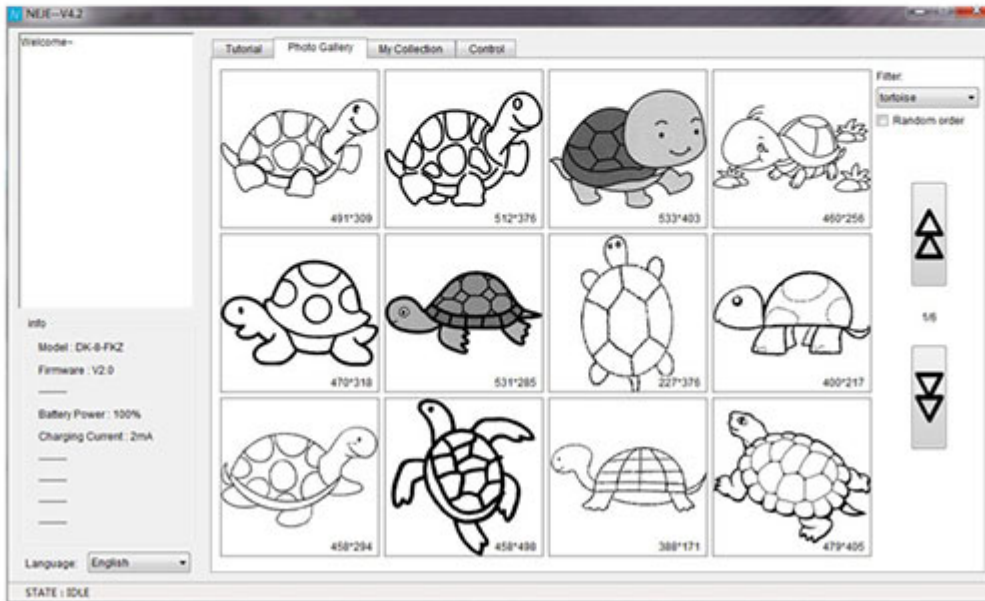 NEJE--V4.2
Welcome~
Tutorial
Photo Gallery
My Collection
Control
491*309
512*376
533*403
460*256
470*318
531*285
227*376
400*217
458*294
458*498
388*171
479*405
Filter:
tortoise
Random order
1/6
info
Model : DK-8-FKZ
Firmware : V2.0
Battery Power : 100%
Charging Current : 2mA
Language: English
STATE : IDLE